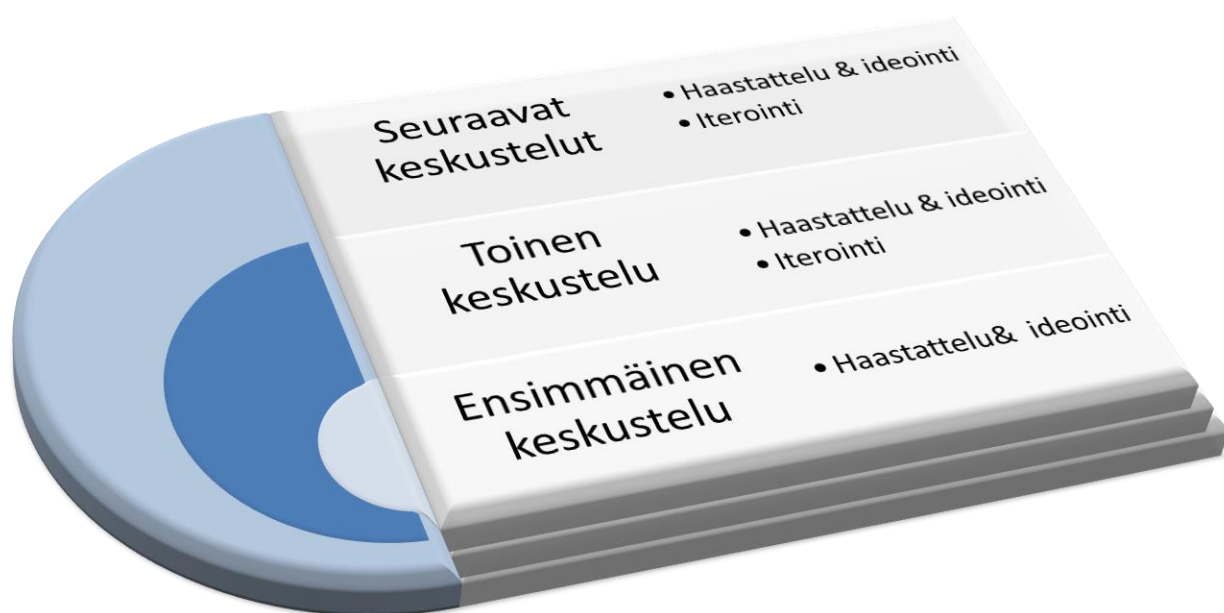 Seuraavat
keskustelut
• Haastattelu & ideointi
• Iterointi
Toinen
keskustelu
• Haastattelu & ideointi
• Iterointi
Ensimmäinen
keskustelu
• Haastattelu& ideointi